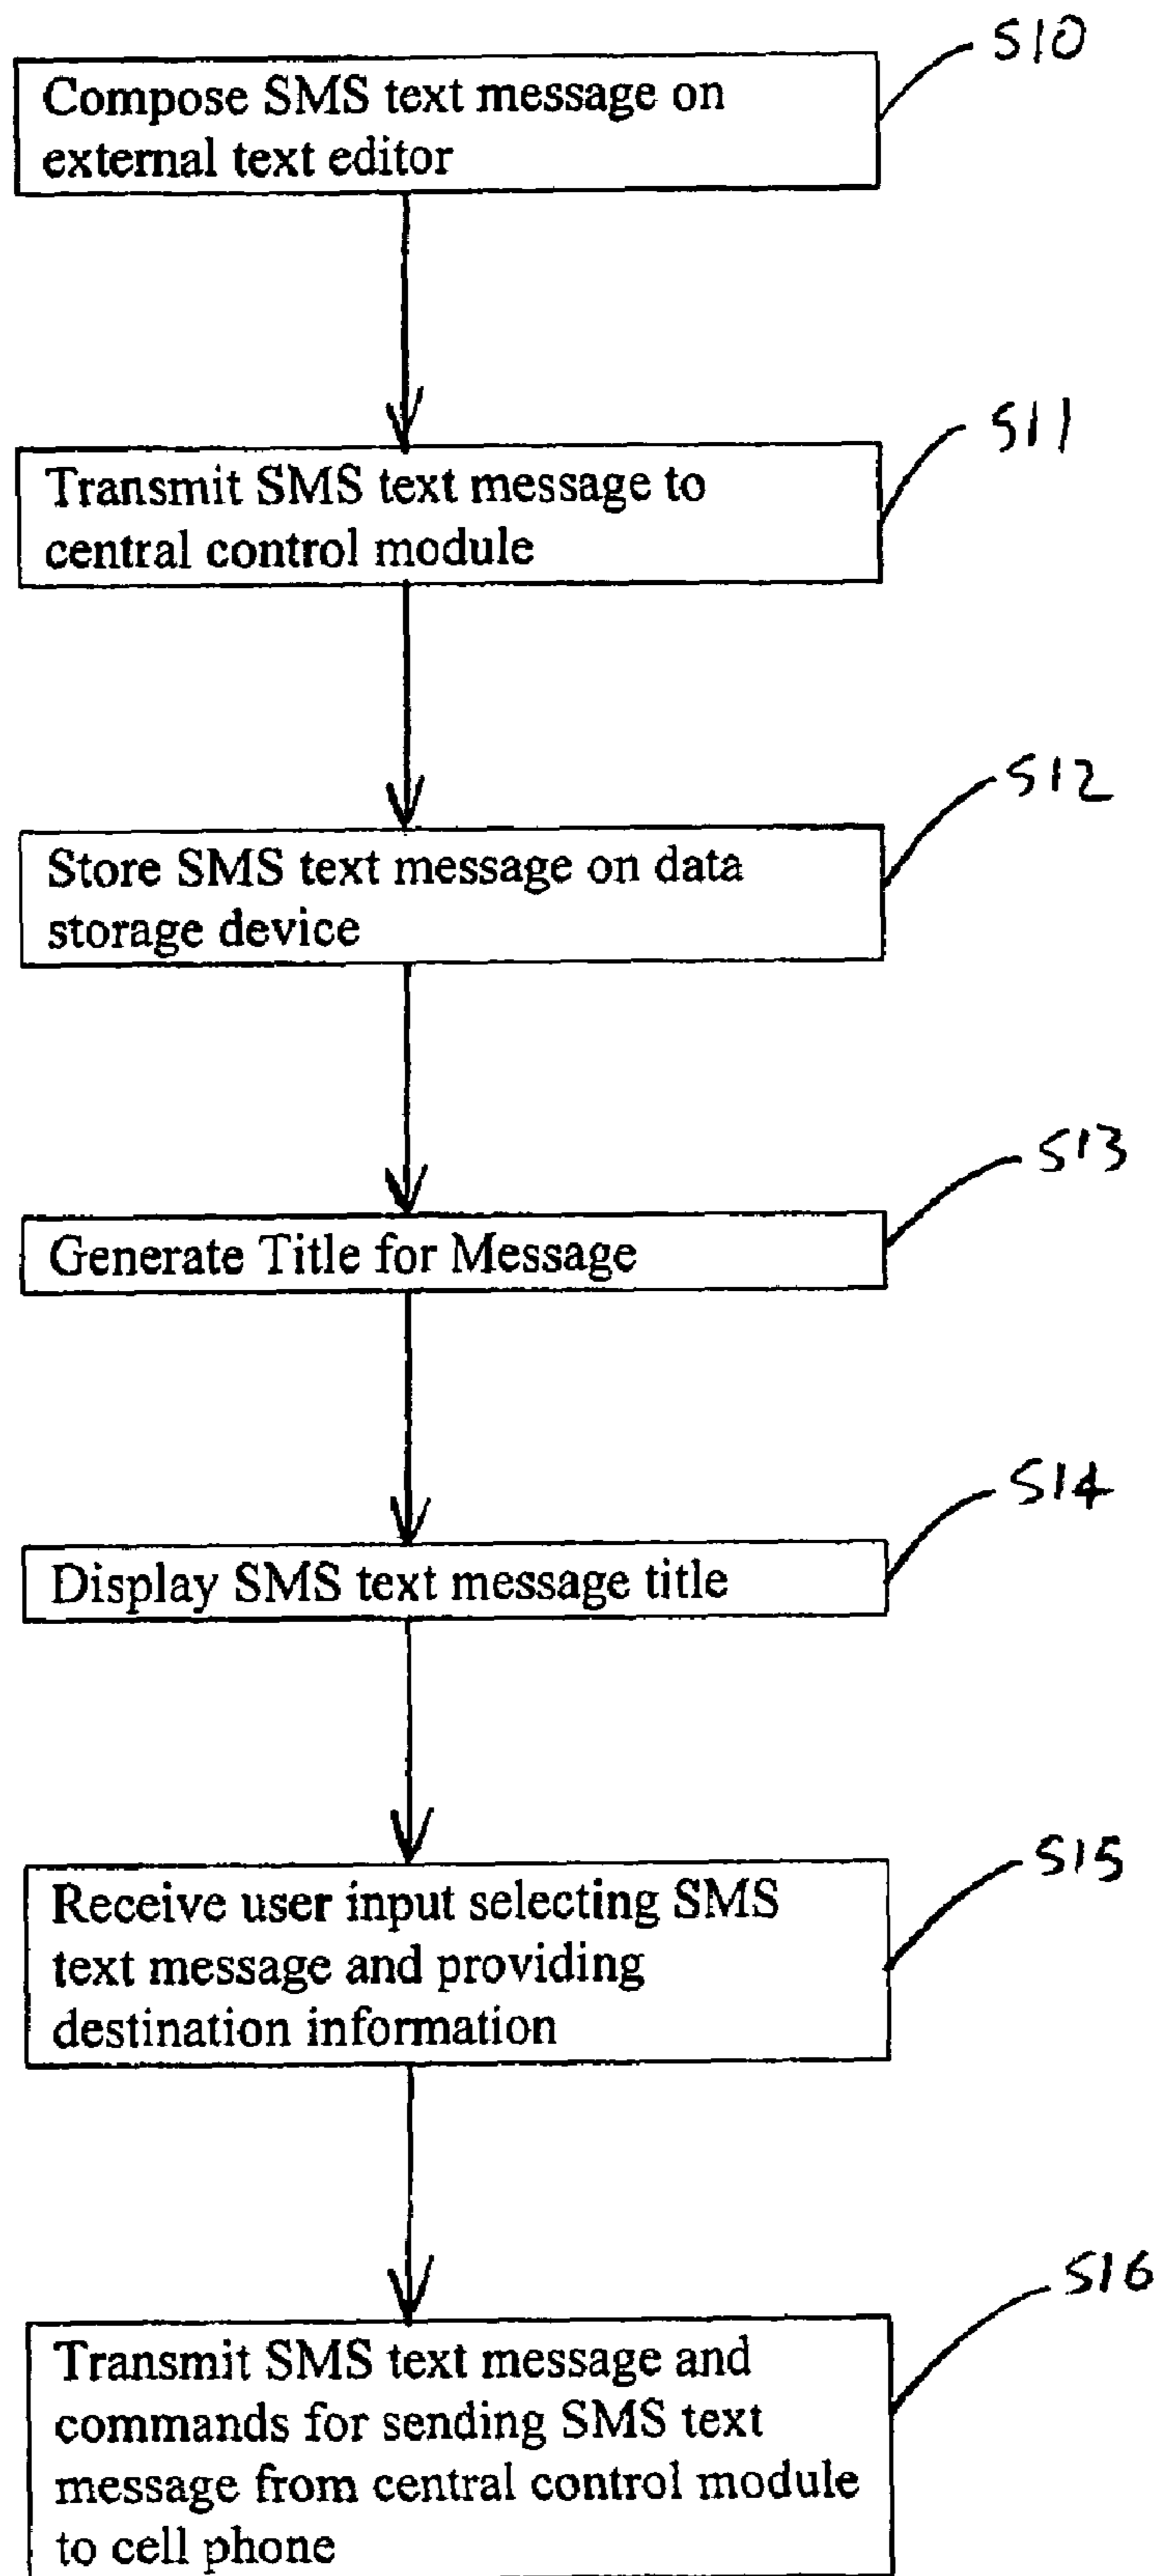 S10
Compose SMS text message on
external text editor
S11
Transmit SMS text message to
central control module
S12
Store SMS text message on data
storage device
S13
Generate Title for Message
S14
Display SMS text message title
S15
Receive user input selecting SMS
text message and providing
destination information
S16
Transmit SMS text message and
commands for sending SMS text
message from central control module
to cell phone